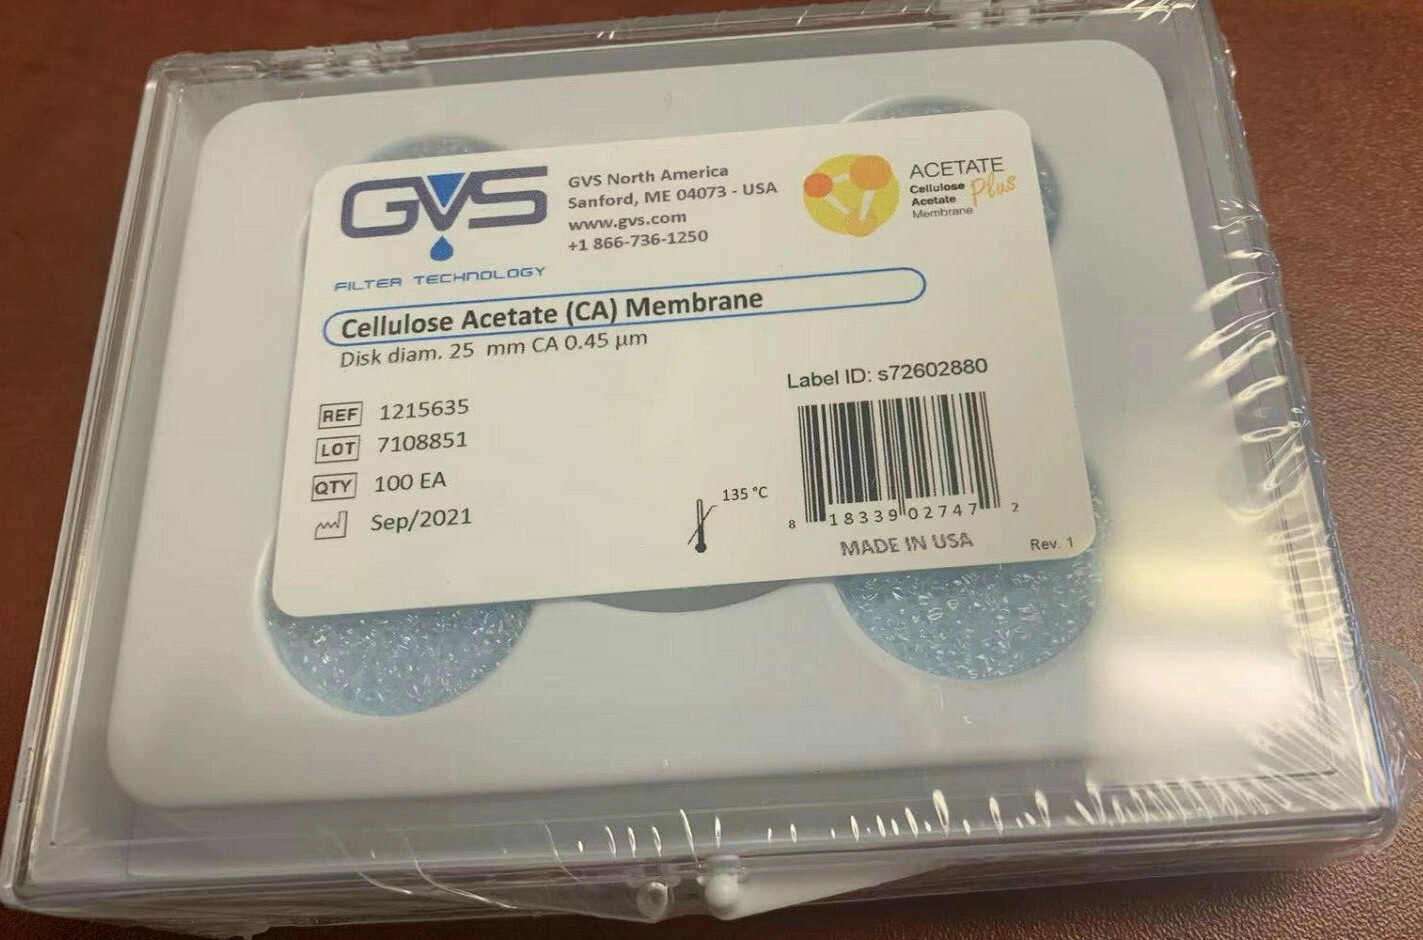 GVS
FILTER TECHNOLOGY
GVS North America
Sanford, ME 04073 - USA
www.gvs.com
+1 866-736-1250
ACETATE
Plus
Cellulose
Acetate
Membrane
Cellulose Acetate (CA) Membrane
Disk diam. 25 mm CA 0.45 µm
REF 1215635
LOT 7108851
QTY 100 EA
Sep/2021
135 °C
Label ID: s72602880
8 18339 02747 2
MADE IN USA
Rev. 1